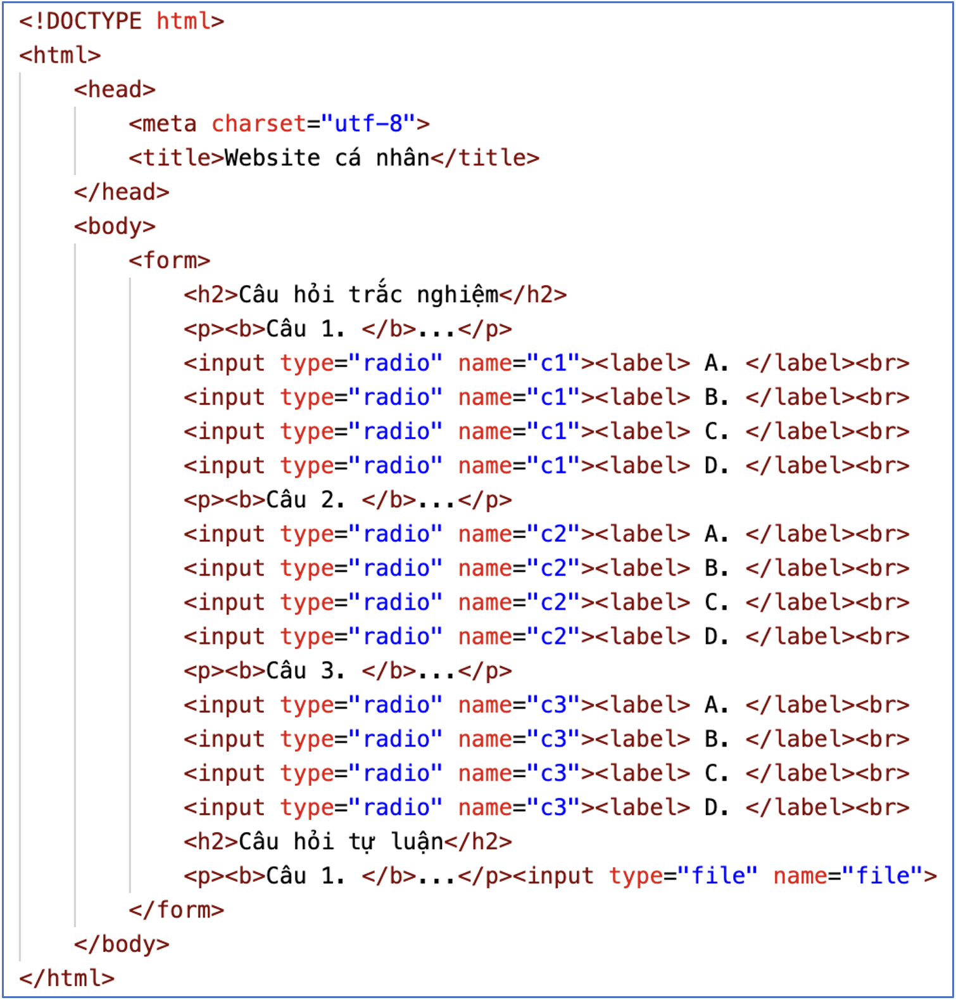 <!DOCTYPE html>
<html>
<head>
<meta charset="utf-8">
<title>Website cá nhân</title>
</head>
<body>
<form>
<h2>Câu hỏi trắc nghiệm</h2>
<p><b>Câu 1. </b>...</p>
<input type="radio" name="c1"><label> A. </label><br>
<input type="radio" name="c1"><label> B. </label><br>
<input type="radio" name="c1"><label> C. </label><br>
<input type="radio" name="c1"><label> D. </label><br>
<p><b>Câu 2. </b>...</p>
<input type="radio" name="c2"><label> A. </label><br>
<input type="radio" name="c2"><label> B. </label><br>
<input type="radio" name="c2"><label> C. </label><br>
<input type="radio" name="c2"><label> D. </label><br>
<p><b>Câu 3. </b>...</p>
<input type="radio" name="c3"><label> A. </label><br>
<input type="radio" name="c3"><label> B. </label><br>
<input type="radio" name="c3"><label> C. </label><br>
<input type="radio" name="c3"><label> D. </label><br>
<h2>Câu hỏi tự luận</h2>
<p><b>Câu 1. </b>...</p><input type="file" name="file">
</form>
</body>
</html>